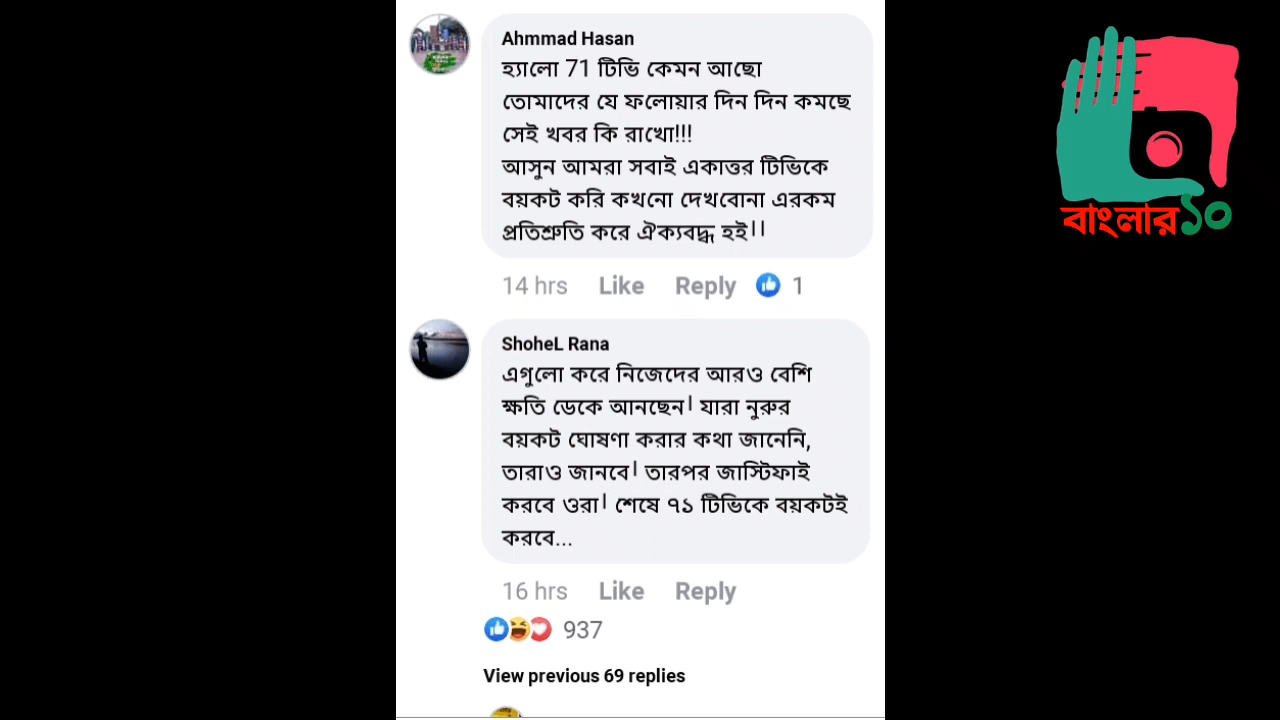 Ahmmad Hasan
হ্যালো 71 টিভি কেমন আছো
তোমাদের যে ফলোয়ার দিন দিন কমছে
সেই খবর কি রাখো!!!
আসুন আমরা সবাই একাত্তর টিভিকে
বয়কট করি কখনো দেখবোনা এরকম
প্রতিশ্রুতি করে ঐক্যবদ্ধ হই।।
14 hrs Like Reply 1
ShoheL Rana
এগুলো করে নিজেদের আরও বেশি
ক্ষতি ডেকে আনছেন। যারা নুরুর
বয়কট ঘোষণা করার কথা জানেনি,
তারাও জানবে। তারপর জাস্টিফাই
করবে ওরা। শেষে ৭১ টিভিকে বয়কটই
করবে...
16 hrs Like Reply
937
View previous 69 replies
বাংলার১০